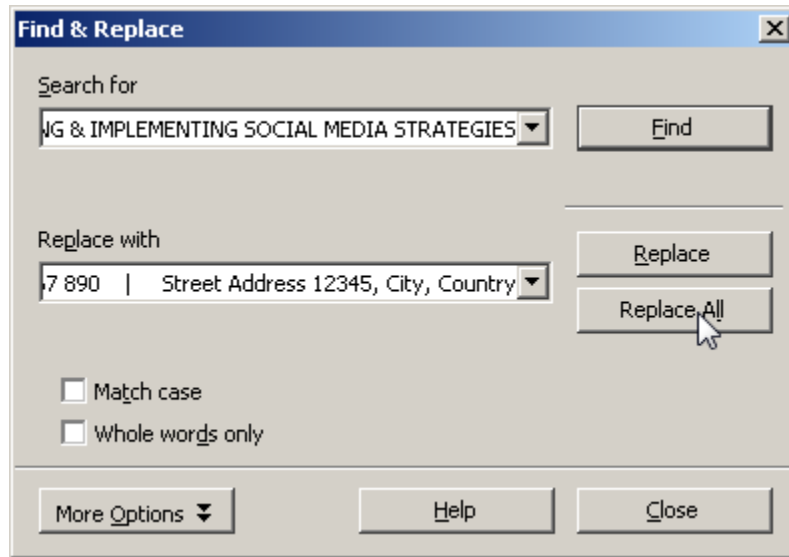 Find & Replace
Search for
& IMPLEMENTING SOCIAL MEDIA STRATEGIES
Find
Replace with
7 890 | Street Address 12345, City, Country
Replace
Replace All
Match case
Whole words only
More Options
Help
Close